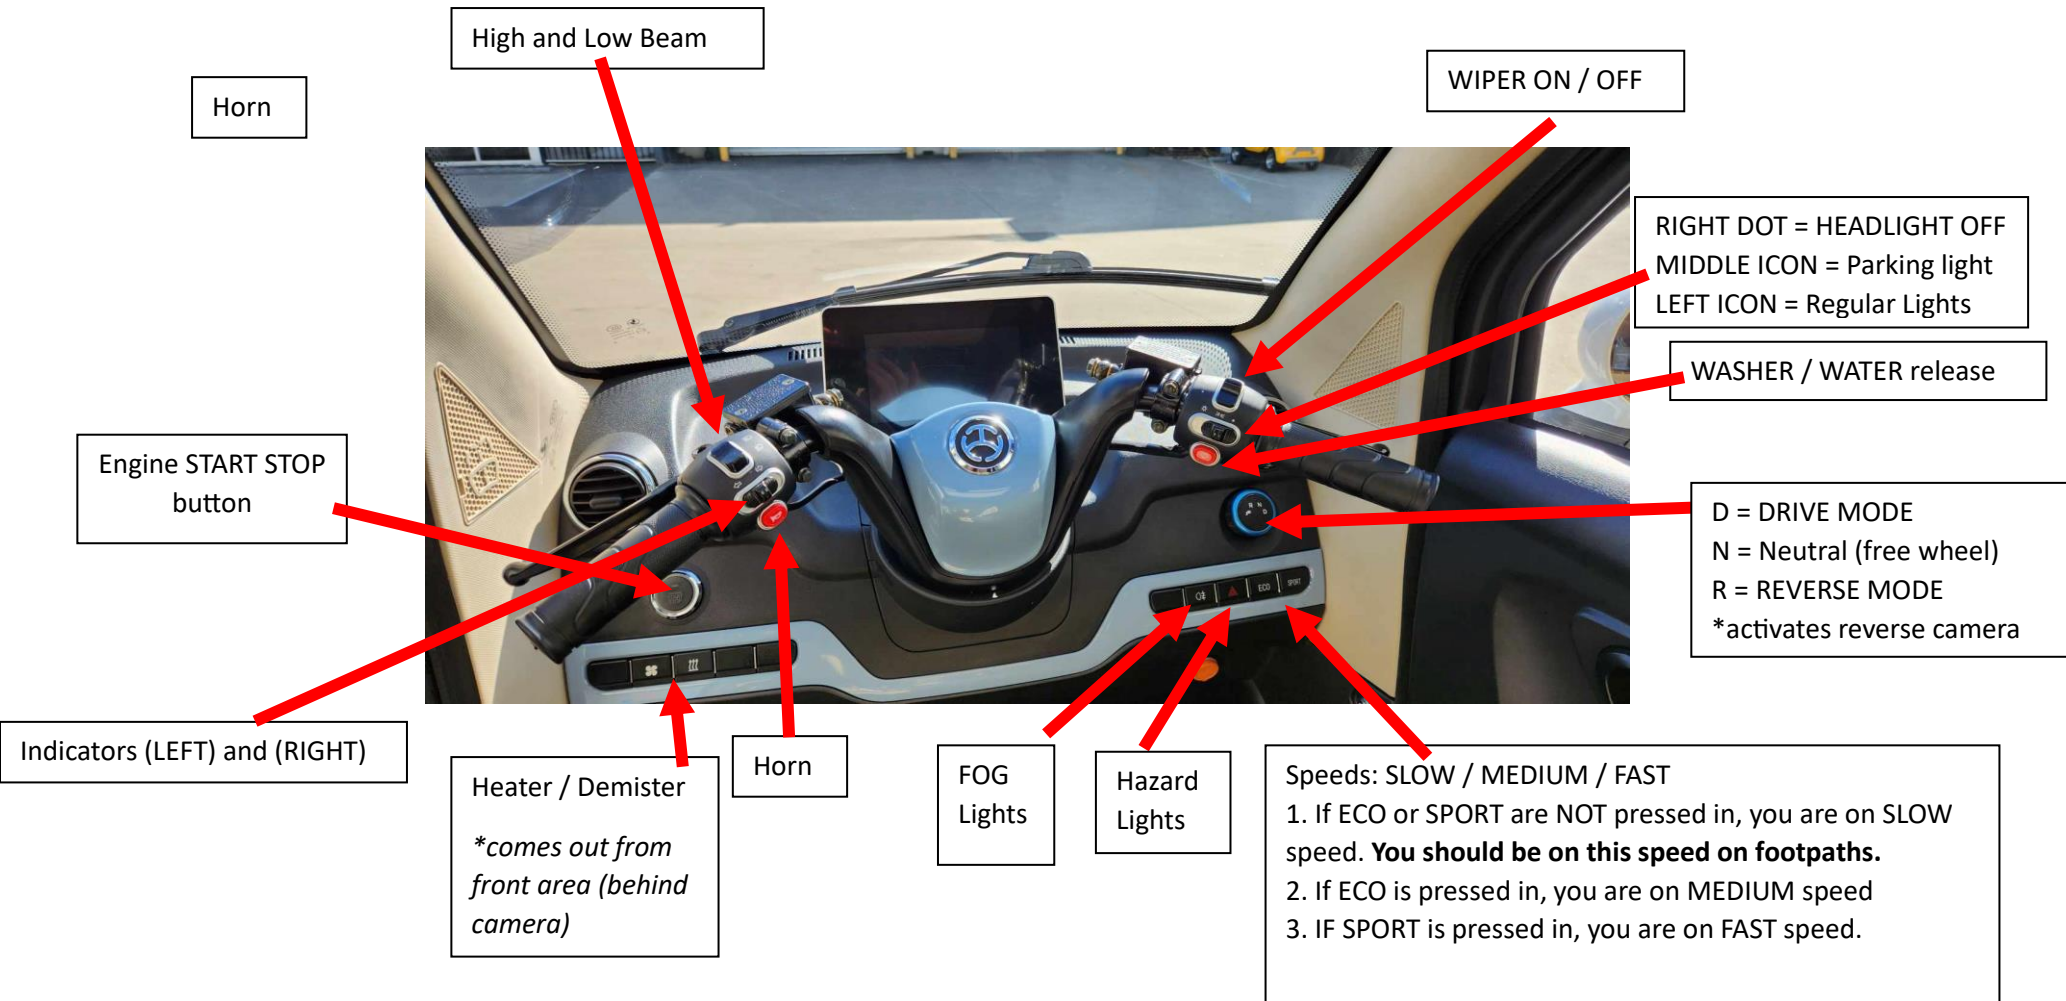 High and Low Beam
Horn
WIPER ON / OFF
RIGHT DOT = HEADLIGHT OFF
MIDDLE ICON = Parking light
LEFT ICON = Regular Lights
WASHER / WATER release
Engine START STOP
button
D = DRIVE MODE
N = Neutral (free wheel)
R = REVERSE MODE
*activates reverse camera
R N D
START
ECO
SPORT
Indicators (LEFT) and (RIGHT)
Heater / Demister
*comes out from
front area (behind
camera)
Horn
FOG
Lights
Hazard
Lights
Speeds: SLOW / MEDIUM / FAST
1. If ECO or SPORT are NOT pressed in, you are on SLOW
speed. You should be on this speed on footpaths.
2. If ECO is pressed in, you are on MEDIUM speed
3. IF SPORT is pressed in, you are on FAST speed.